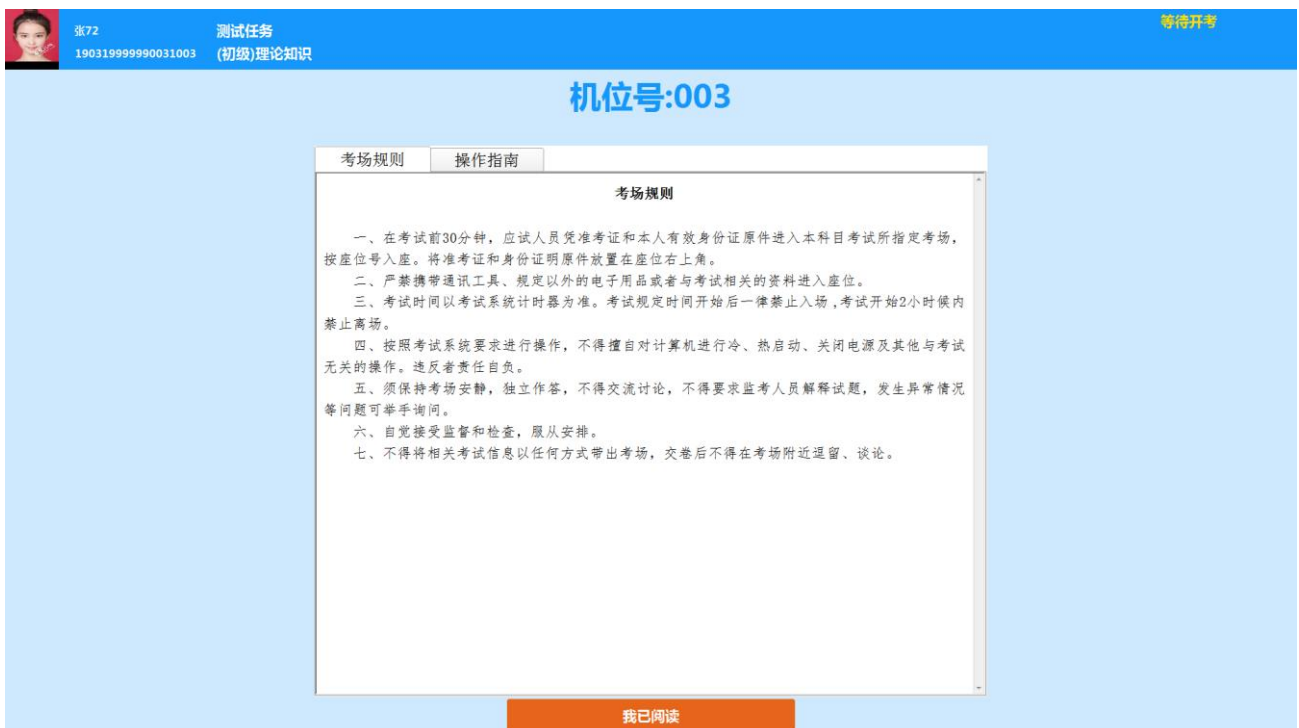 张72
190319999990031003
测试任务
(初级)理论知识
等待开考
机位号:003
考场规则
操作指南
考场规则
一、在考试前30分钟，应试人员凭准考证和本人有效身份证原件进入本科目考试所指定考场，
按座位号入座。将准考证和身份证明原件放置在座位右上角。
二、严禁携带通讯工具、规定以外的电子用品或者与考试相关的资料进入座位。
三、考试时间以考试系统计时器为准。考试规定时间开始后一律禁止入场,考试开始2小时候内
禁止离场。
四、按照考试系统要求进行操作，不得擅自对计算机进行冷、热启动、关闭电源及其他与考试
无关的操作。违反者责任自负。
五、须保持考场安静，独立作答，不得交流讨论，不得要求监考人员解释试题，发生异常情况
等问题可举手询问。
六、自觉接受监督和检查，服从安排。
七、不得将相关考试信息以任何方式带出考场，交卷后不得在考场附近逗留、谈论。
我已阅读